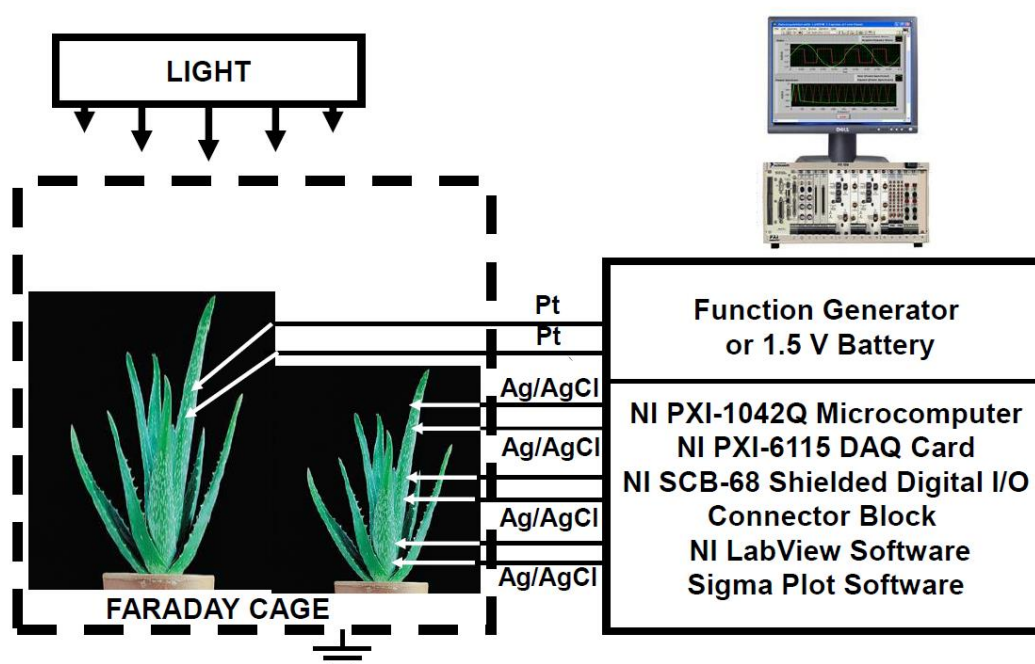 LIGHT
Pt
Pt
Ag/AgCl
Ag/AgCl
Ag/AgCl
Ag/AgCl
FARADAY CAGE
DELL
Function Generator
or 1.5 V Battery
NI PXI-1042Q Microcomputer
NI PXI-6115 DAQ Card
NI SCB-68 Shielded Digital I/O
Connector Block
NI LabView Software
Sigma Plot Software